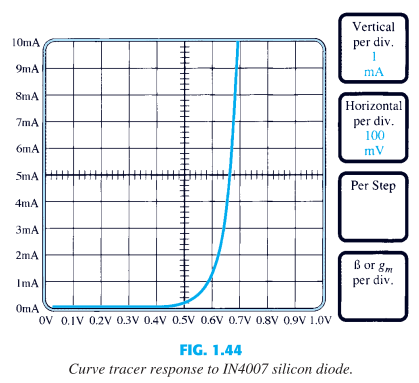 10mA
9mA
8mA
7mA
6mA
5mA
4mA
3mA
2mA
1mA
0mA
0V 0.1V 0.2V 0.3V 0.4V 0.5V 0.6V 0.7V 0.8V 0.9V 1.0V
Vertical
per div.
1
mA
Horizontal
per div.
100
mV
Per Step
ß or gm
per div.
FIG. 1.44
Curve tracer response to IN4007 silicon diode.